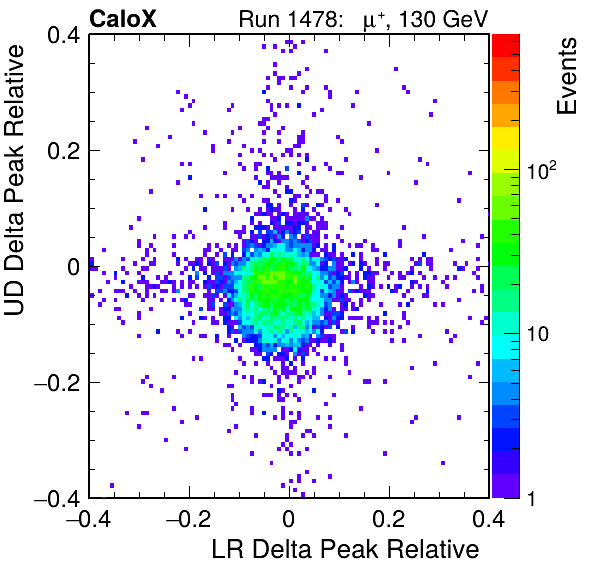 CaloX Run 1478: μ⁺, 130 GeV
UD Delta Peak Relative
0.4
0.2
0
−0.2
−0.4
−0.4 −0.2 0 0.2 0.4
LR Delta Peak Relative
Events
10²
10
1